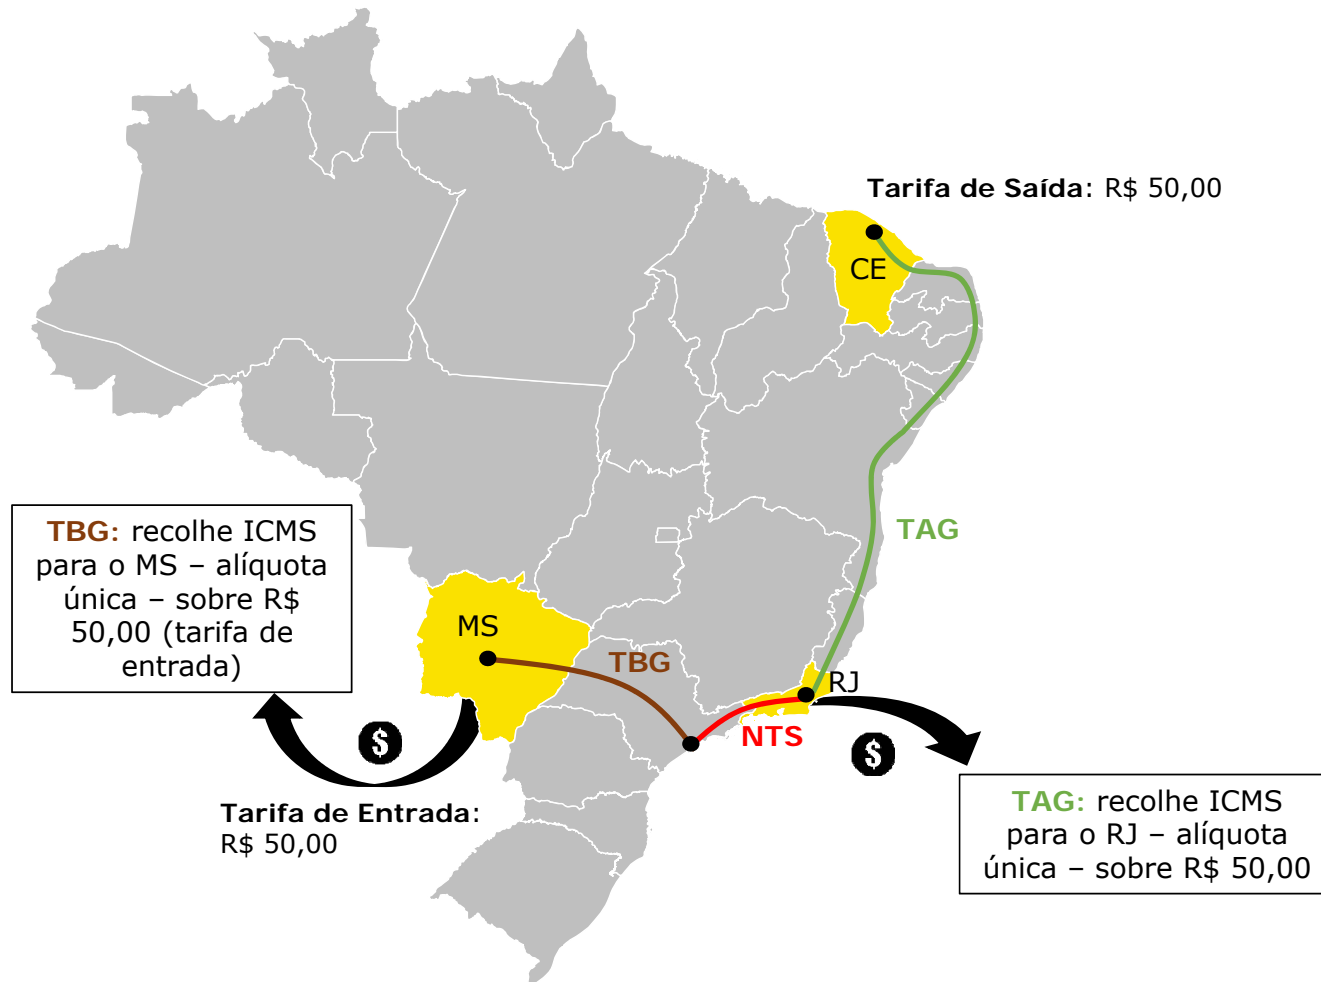 Tarifa de Saída: R$ 50,00
CE
TAG
TBG: recolhe ICMS
para o MS – alíquota
única – sobre R$
50,00 (tarifa de
entrada)
MS
TBG
RJ
NTS
$
$
Tarifa de Entrada:
R$ 50,00
TAG: recolhe ICMS
para o RJ – alíquota
única – sobre R$ 50,00